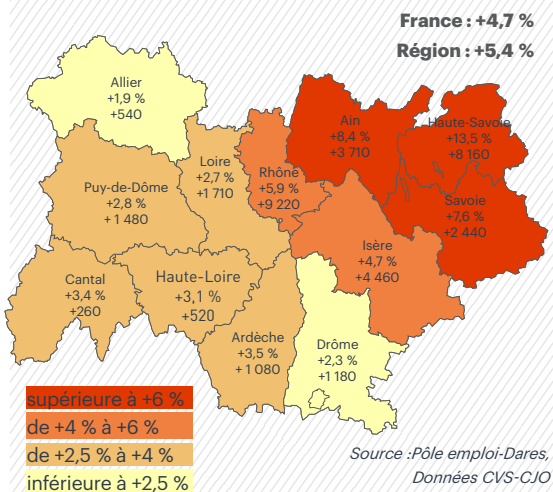 France : +4,7 %
Région : +5,4 %
Allier
+1,9 %
+540
Ain
+8,4 %
+3 710
Haute-Savoie
+13,5 %
+8 160
Loire
+2,7 %
+1 710
Rhône
+5,9 %
+9 220
Puy-de-Dôme
+2,8 %
+ 1 480
Savoie
+7,6 %
+2 440
Isère
+4,7 %
+4 460
Cantal
+3,4 %
+260
Haute-Loire
+3,1 %
+520
Ardèche
+3,5 %
+ 1 080
Drôme
+2,3 %
+1 180
supérieure à +6 %
de +4 % à +6 %
de +2,5 % à +4 %
inférieure à +2,5 %
Source :Pôle emploi-Dares,
Données CVS-CJO